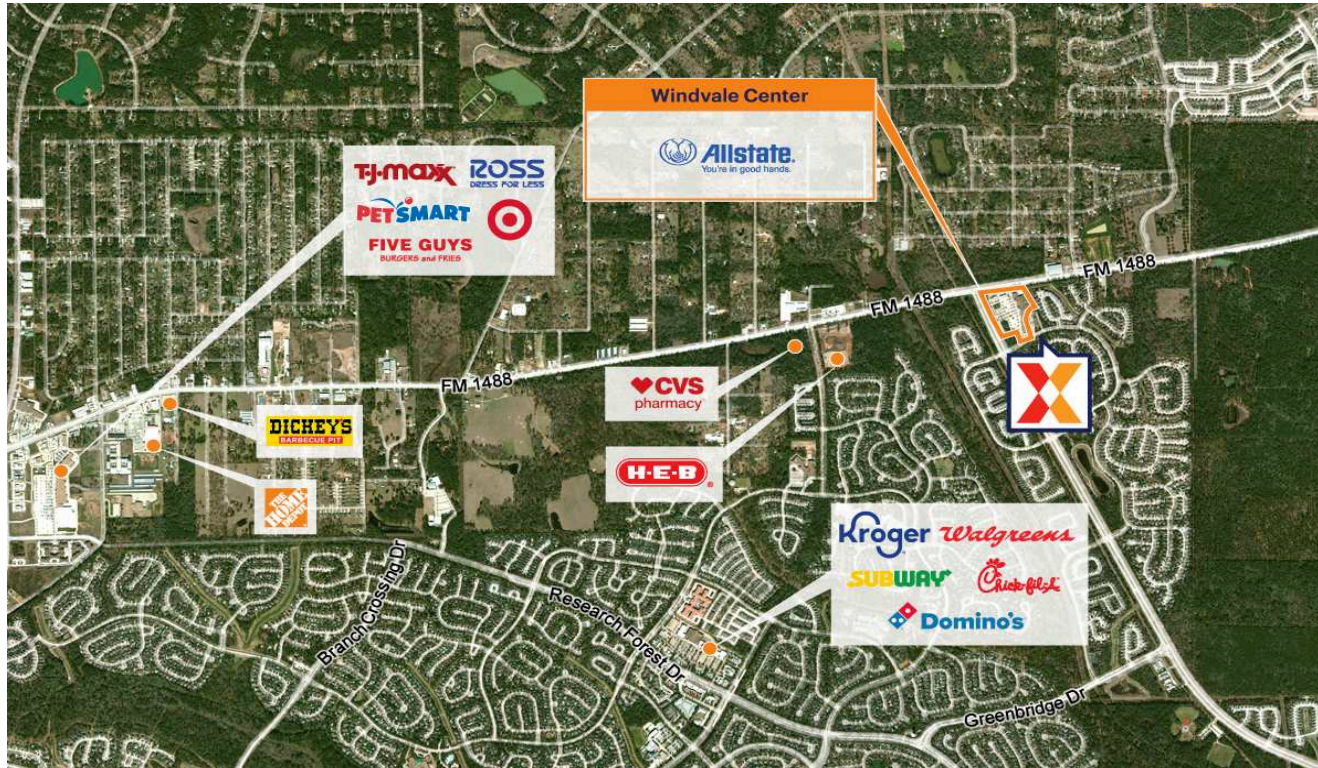 Windvale Center
Allstate.
You're in good hands.
T·J·maxx
ROSS
DRESS FOR LESS
PETSMART
FIVE GUYS
BURGERS and FRIES
FM 1488
FM 1488
FM 1488
CVS
pharmacy
DICKEY'S
BARBECUE PIT
H·E·B
THE
HOME
DEPOT
Kroger
Walgreens
SUBWAY
Chick-fil-A
Domino's
Branch Crossing Dr
Research Forest Dr
Greenbridge Dr